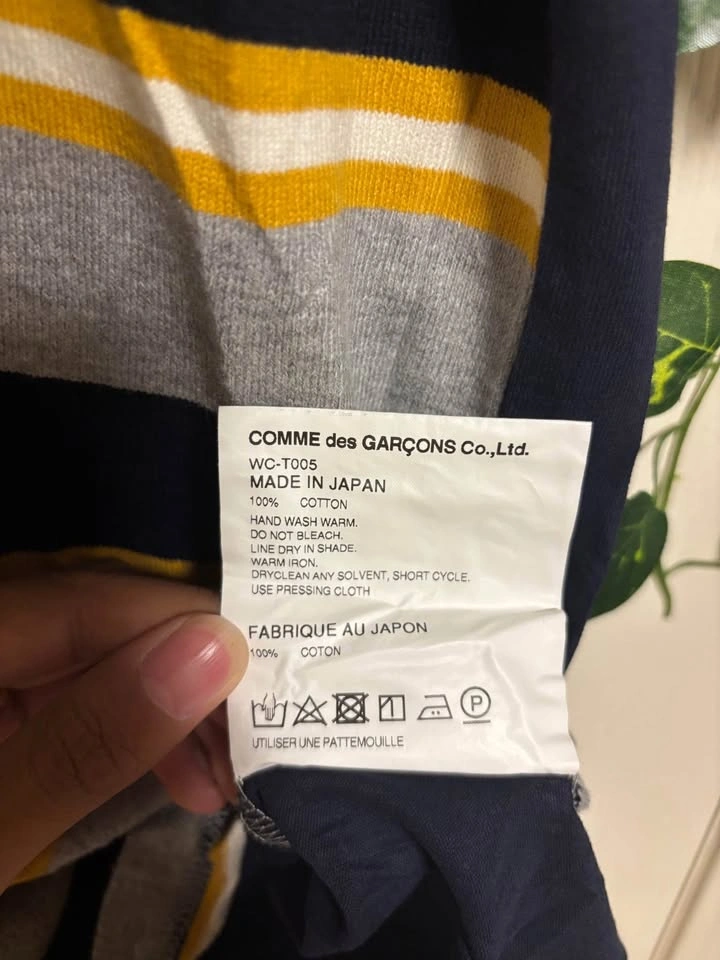 COMME des GARÇONS Co.,Ltd.
WC-T005
MADE IN JAPAN
100% COTTON
HAND WASH WARM.
DO NOT BLEACH.
LINE DRY IN SHADE.
WARM IRON.
DRYCLEAN ANY SOLVENT, SHORT CYCLE.
USE PRESSING CLOTH
FABRIQUE AU JAPON
100% COTON
P
UTILISER UNE PATTEMOUILLE